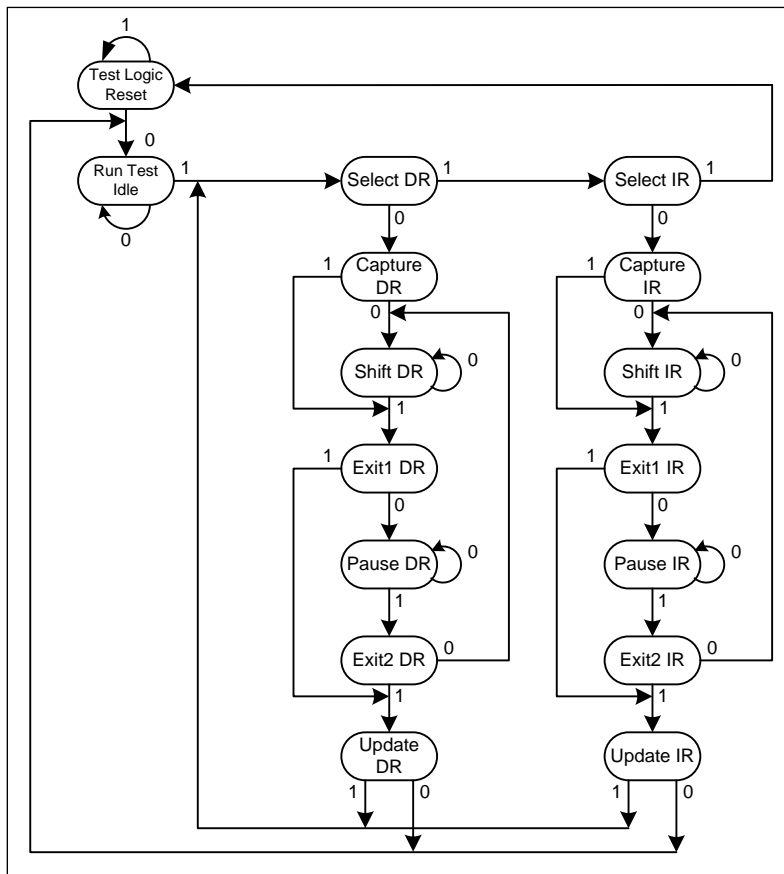 1
Test Logic
Reset
0
Run Test
Idle
1
0
Select DR
1
Select IR
1
0
0
1
Capture
DR
0
1
Capture
IR
0
Shift DR
0
Shift IR
0
1
1
1
Exit1 DR
1
Exit1 IR
0
0
Pause DR
0
Pause IR
0
1
1
Exit2 DR
0
Exit2 IR
0
1
1
Update
DR
Update IR
1
0
1
0